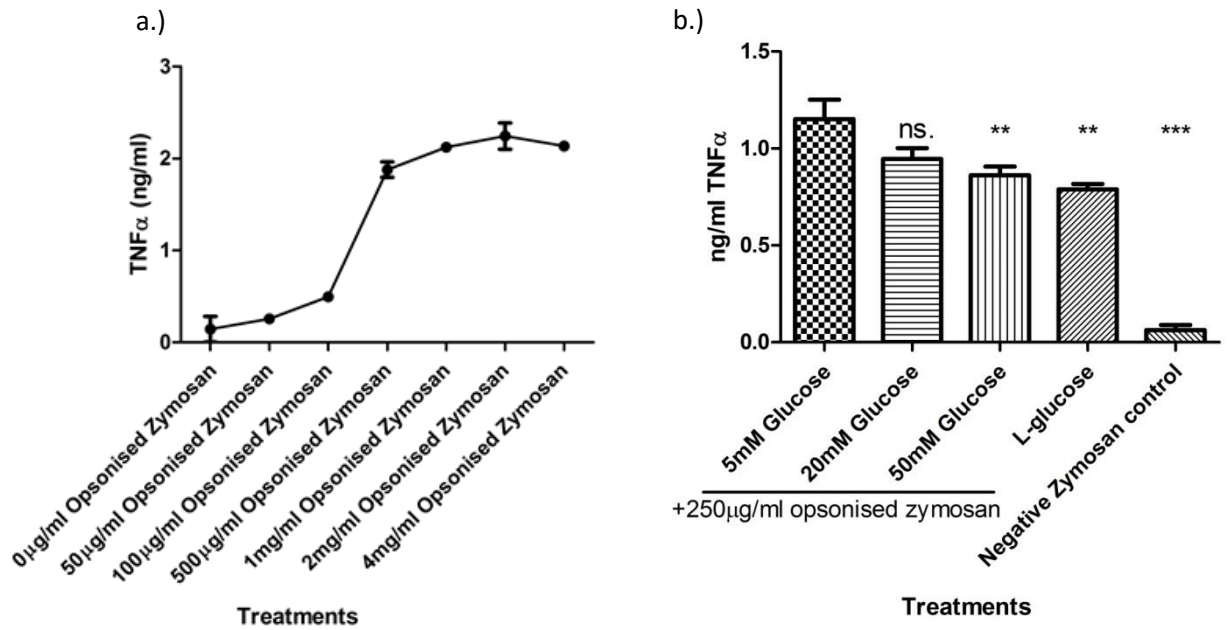 a.)
3
2
1
0
TNFα (ng/ml)
0μg/ml Opsonised Zymosan
50μg/ml Opsonised Zymosan
100μg/ml Opsonised Zymosan
500μg/ml Opsonised Zymosan
1mg/ml Opsonised Zymosan
2mg/ml Opsonised Zymosan
4mg/ml Opsonised Zymosan
Treatments
b.)
1.5
1.0
0.5
0.0
ng/ml TNFα
ns.
**
**
***
5mM Glucose
20mM Glucose
50mM Glucose
L-glucose
Negative Zymosan control
+250μg/ml opsonised zymosan
Treatments